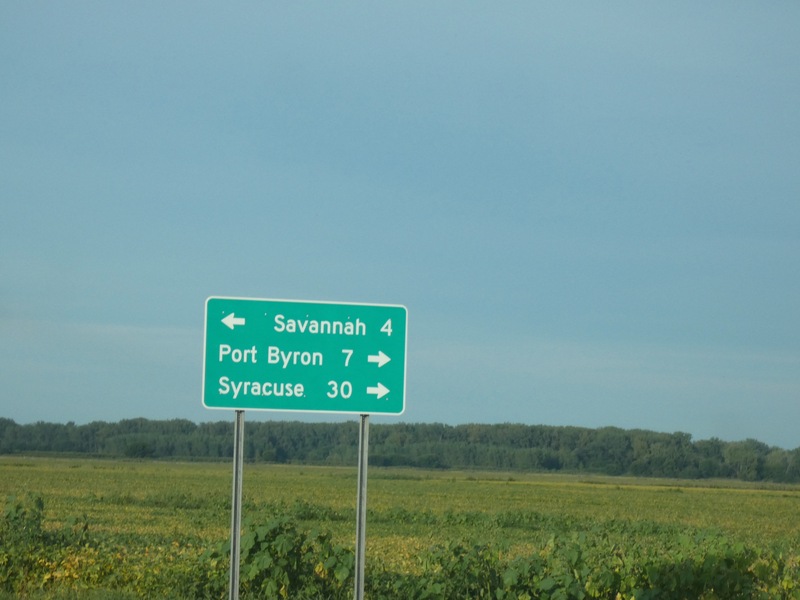 ← Savannah 4
Port Byron 7 →
Syracuse 30 →